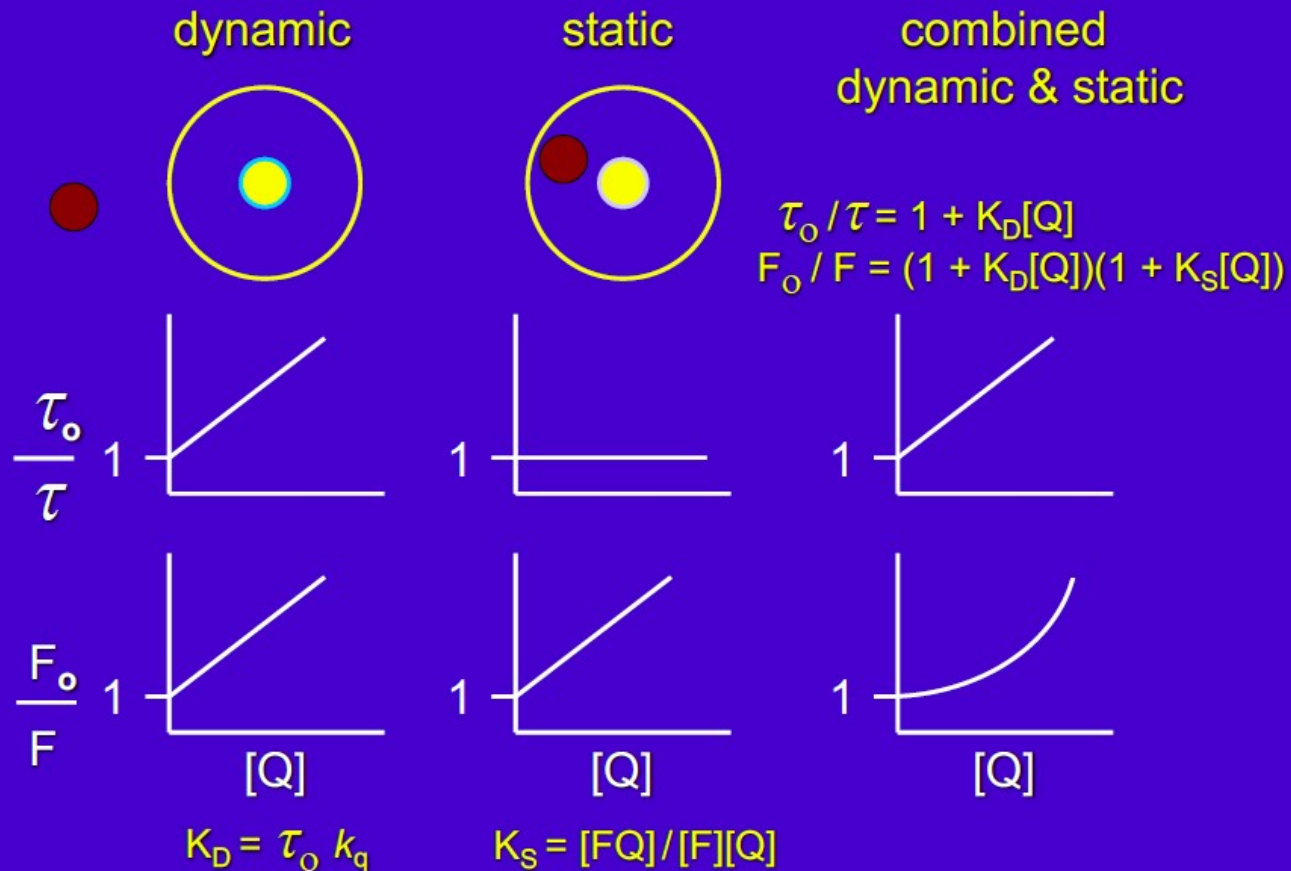 dynamic
static
combined
dynamic & static
τo / τ = 1 + KD[Q]
Fo / F = (1 + KD[Q])(1 + KS[Q])
τo
τ
1
1
1
Fo
F
1
1
1
[Q]
[Q]
[Q]
KD = τo kq
KS = [FQ] / [F][Q]